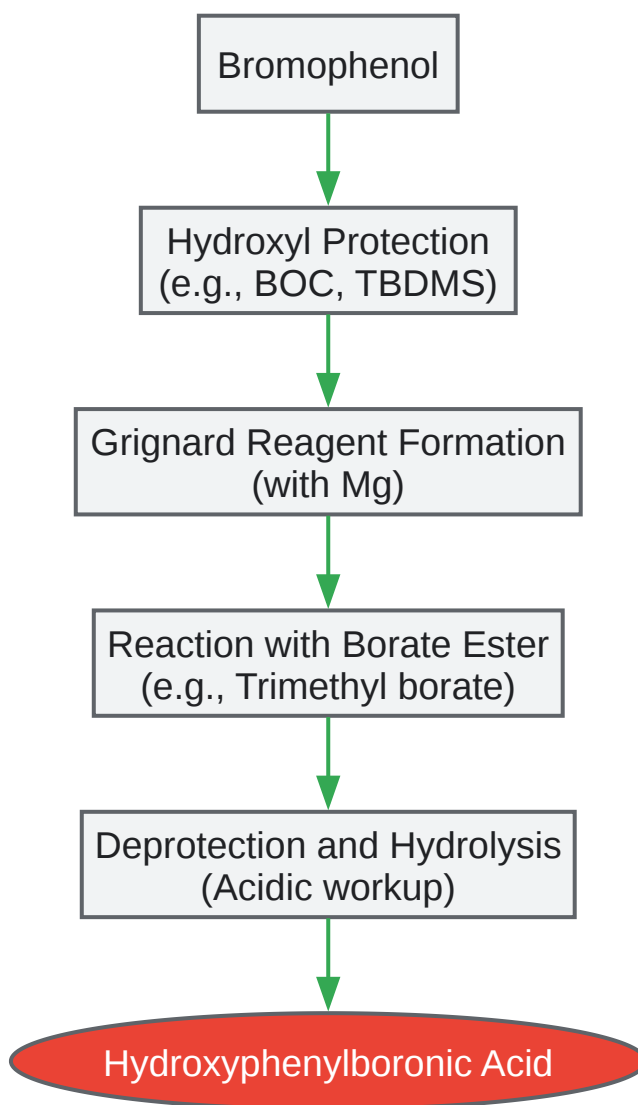 Bromophenol
Hydroxyl Protection
(e.g., BOC, TBDMS)
Grignard Reagent Formation
(with Mg)
Reaction with Borate Ester
(e.g., Trimethyl borate)
Deprotection and Hydrolysis
(Acidic workup)
Hydroxyphenylboronic Acid